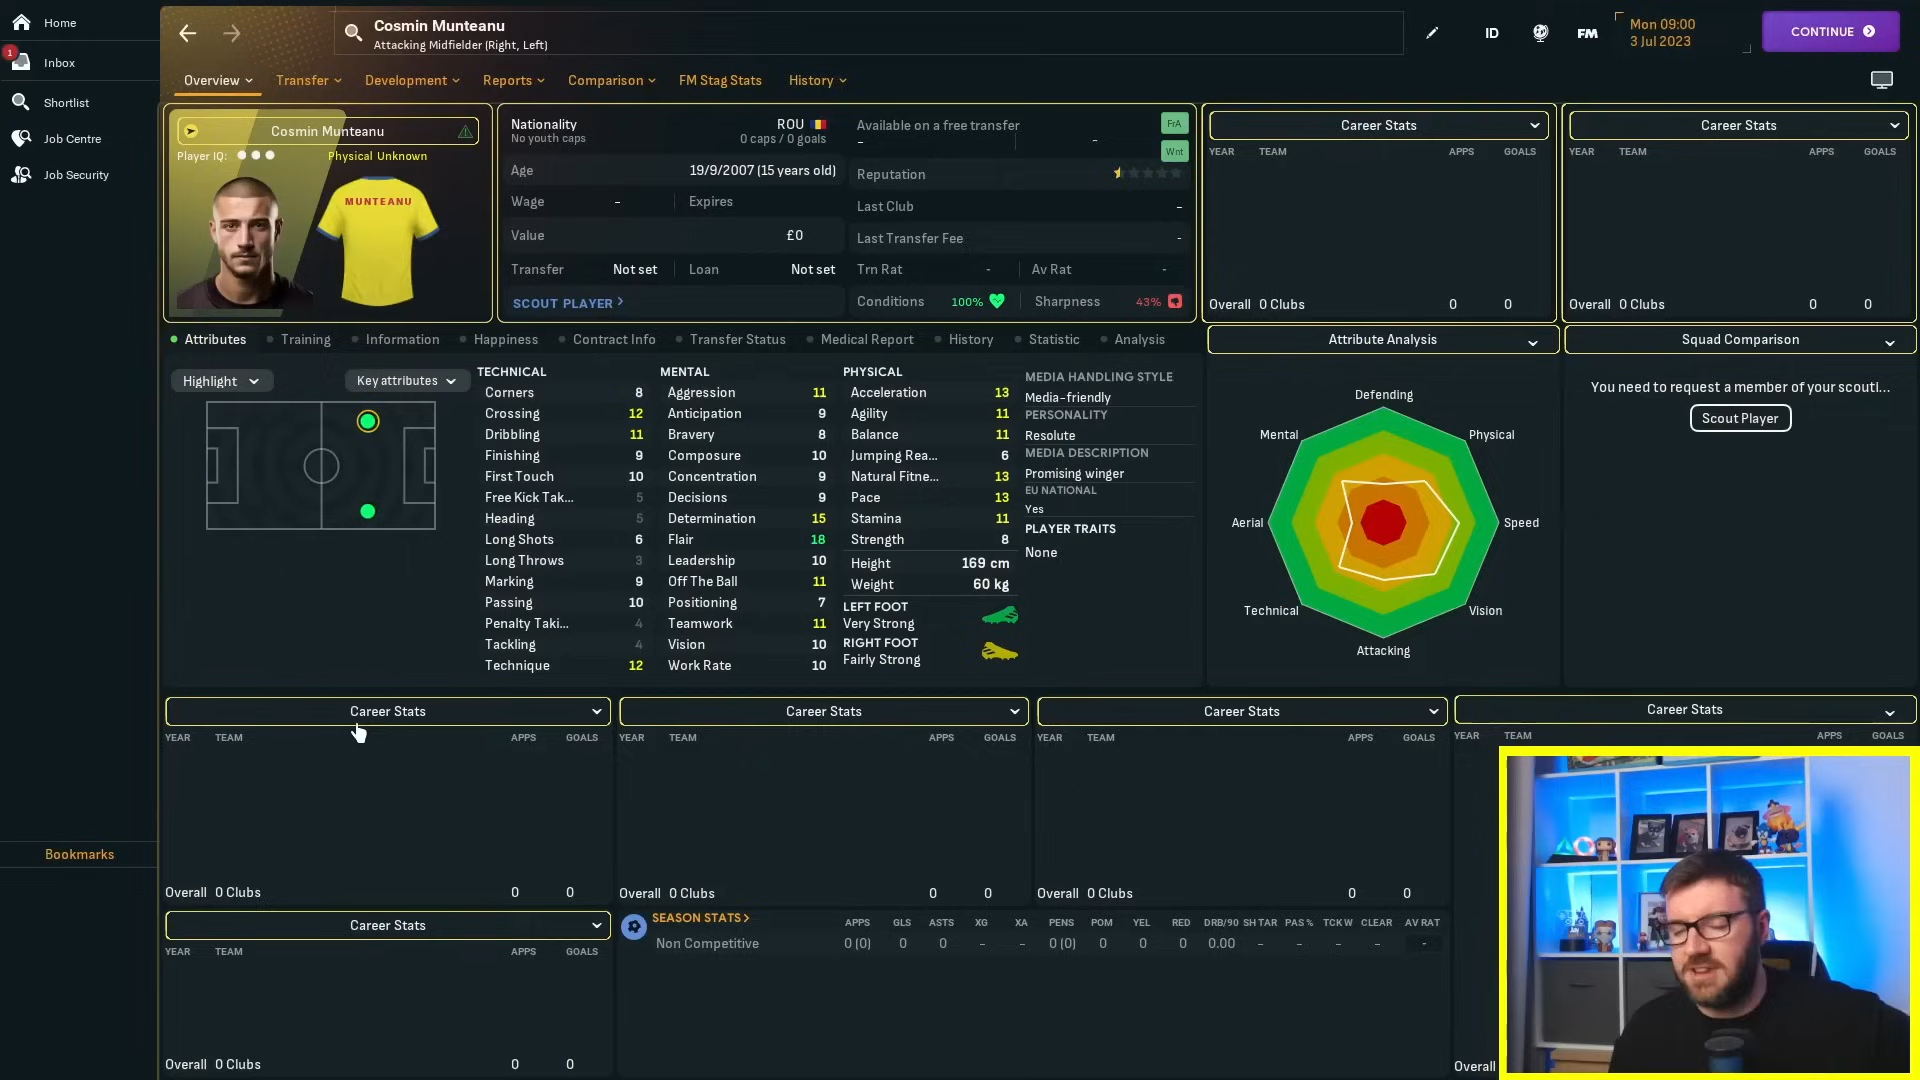 Home
1
Inbox
Shortlist
Job Centre
Job Security
Bookmarks
Cosmin Munteanu
Attacking Midfielder (Right, Left)
ID
FM
Mon 09:00
3 Jul 2023
CONTINUE
Overview
Transfer
Development
Reports
Comparison
FM Stag Stats
History
Cosmin Munteanu
Player IQ:
Physical Unknown
MUNTEANU
Nationality
No youth caps
ROU
0 caps / 0 goals
Age 19/9/2007 (15 years old)
Wage - Expires
Value £0
Transfer Not set Loan Not set
SCOUT PLAYER >
Available on a free transfer
- -
FrA
Wnt
Reputation
Last Club -
Last Transfer Fee -
Trn Rat - Av Rat -
Conditions 100% Sharpness 43%
Career Stats
YEAR TEAM APPS GOALS
Overall 0 Clubs 0 0
Career Stats
YEAR TEAM APPS GOALS
Overall 0 Clubs 0 0
Attributes
Training
Information
Happiness
Contract Info
Transfer Status
Medical Report
History
Statistic
Analysis
Highlight
Key attributes
TECHNICAL
Corners 8
Crossing 12
Dribbling 11
Finishing 9
First Touch 10
Free Kick Tak... 5
Heading 5
Long Shots 6
Long Throws 3
Marking 9
Passing 10
Penalty Taki... 4
Tackling 4
Technique 12
MENTAL
Aggression 11
Anticipation 9
Bravery 8
Composure 10
Concentration 9
Decisions 9
Determination 15
Flair 18
Leadership 10
Off The Ball 11
Positioning 7
Teamwork 11
Vision 10
Work Rate 10
PHYSICAL
Acceleration 13
Agility 11
Balance 11
Jumping Rea... 6
Natural Fitne... 13
Pace 13
Stamina 11
Strength 8
Height 169 cm
Weight 60 kg
LEFT FOOT
Very Strong
RIGHT FOOT
Fairly Strong
MEDIA HANDLING STYLE
Media-friendly
PERSONALITY
Resolute
MEDIA DESCRIPTION
Promising winger
EU NATIONAL
Yes
PLAYER TRAITS
None
Attribute Analysis
Defending
Mental Physical
Aerial Speed
Technical Vision
Attacking
Squad Comparison
You need to request a member of your scouti...
Scout Player
Career Stats
YEAR TEAM APPS GOALS
Overall 0 Clubs 0 0
Career Stats
YEAR TEAM APPS GOALS
Overall 0 Clubs 0 0
Career Stats
YEAR TEAM APPS GOALS
Overall 0 Clubs 0 0
Career Stats
YEAR TEAM APPS GOALS
Overall
Career Stats
YEAR TEAM APPS GOALS
Overall 0 Clubs 0 0
SEASON STATS > APPS GLS ASTS XG XA PENS POM YEL RED DRB/90 SH TAR PAS % TCK W CLEAR AV RAT
Non Competitive 0 (0) 0 0 - - 0 (0) 0 0 0 0.00 - - - - -